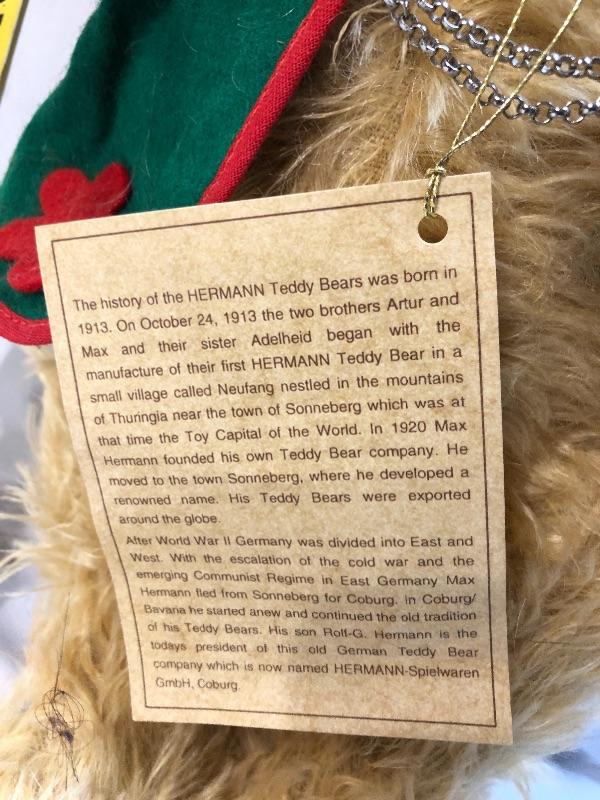 The history of the HERMANN Teddy Bears was born in
1913. On October 24, 1913 the two brothers Artur and
Max and their sister Adelheid began with the
manufacture of their first HERMANN Teddy Bear in a
small village called Neufang nestled in the mountains
of Thuringia near the town of Sonneberg which was at
that time the Toy Capital of the World. In 1920 Max
Hermann founded his own Teddy Bear company. He
moved to the town Sonneberg, where he developed a
renowned name. His Teddy Bears were exported
around the globe.
After World War II Germany was divided into East and
West. With the escalation of the cold war and the
emerging Communist Regime in East Germany Max
Hermann fled from Sonneberg for Coburg. In Coburg/
Bavaria he started anew and continued the old tradition
of his Teddy Bears. His son Rolf-G. Hermann is the
todays president of this old German Teddy Bear
company which is now named HERMANN-Spielwaren
GmbH, Coburg.